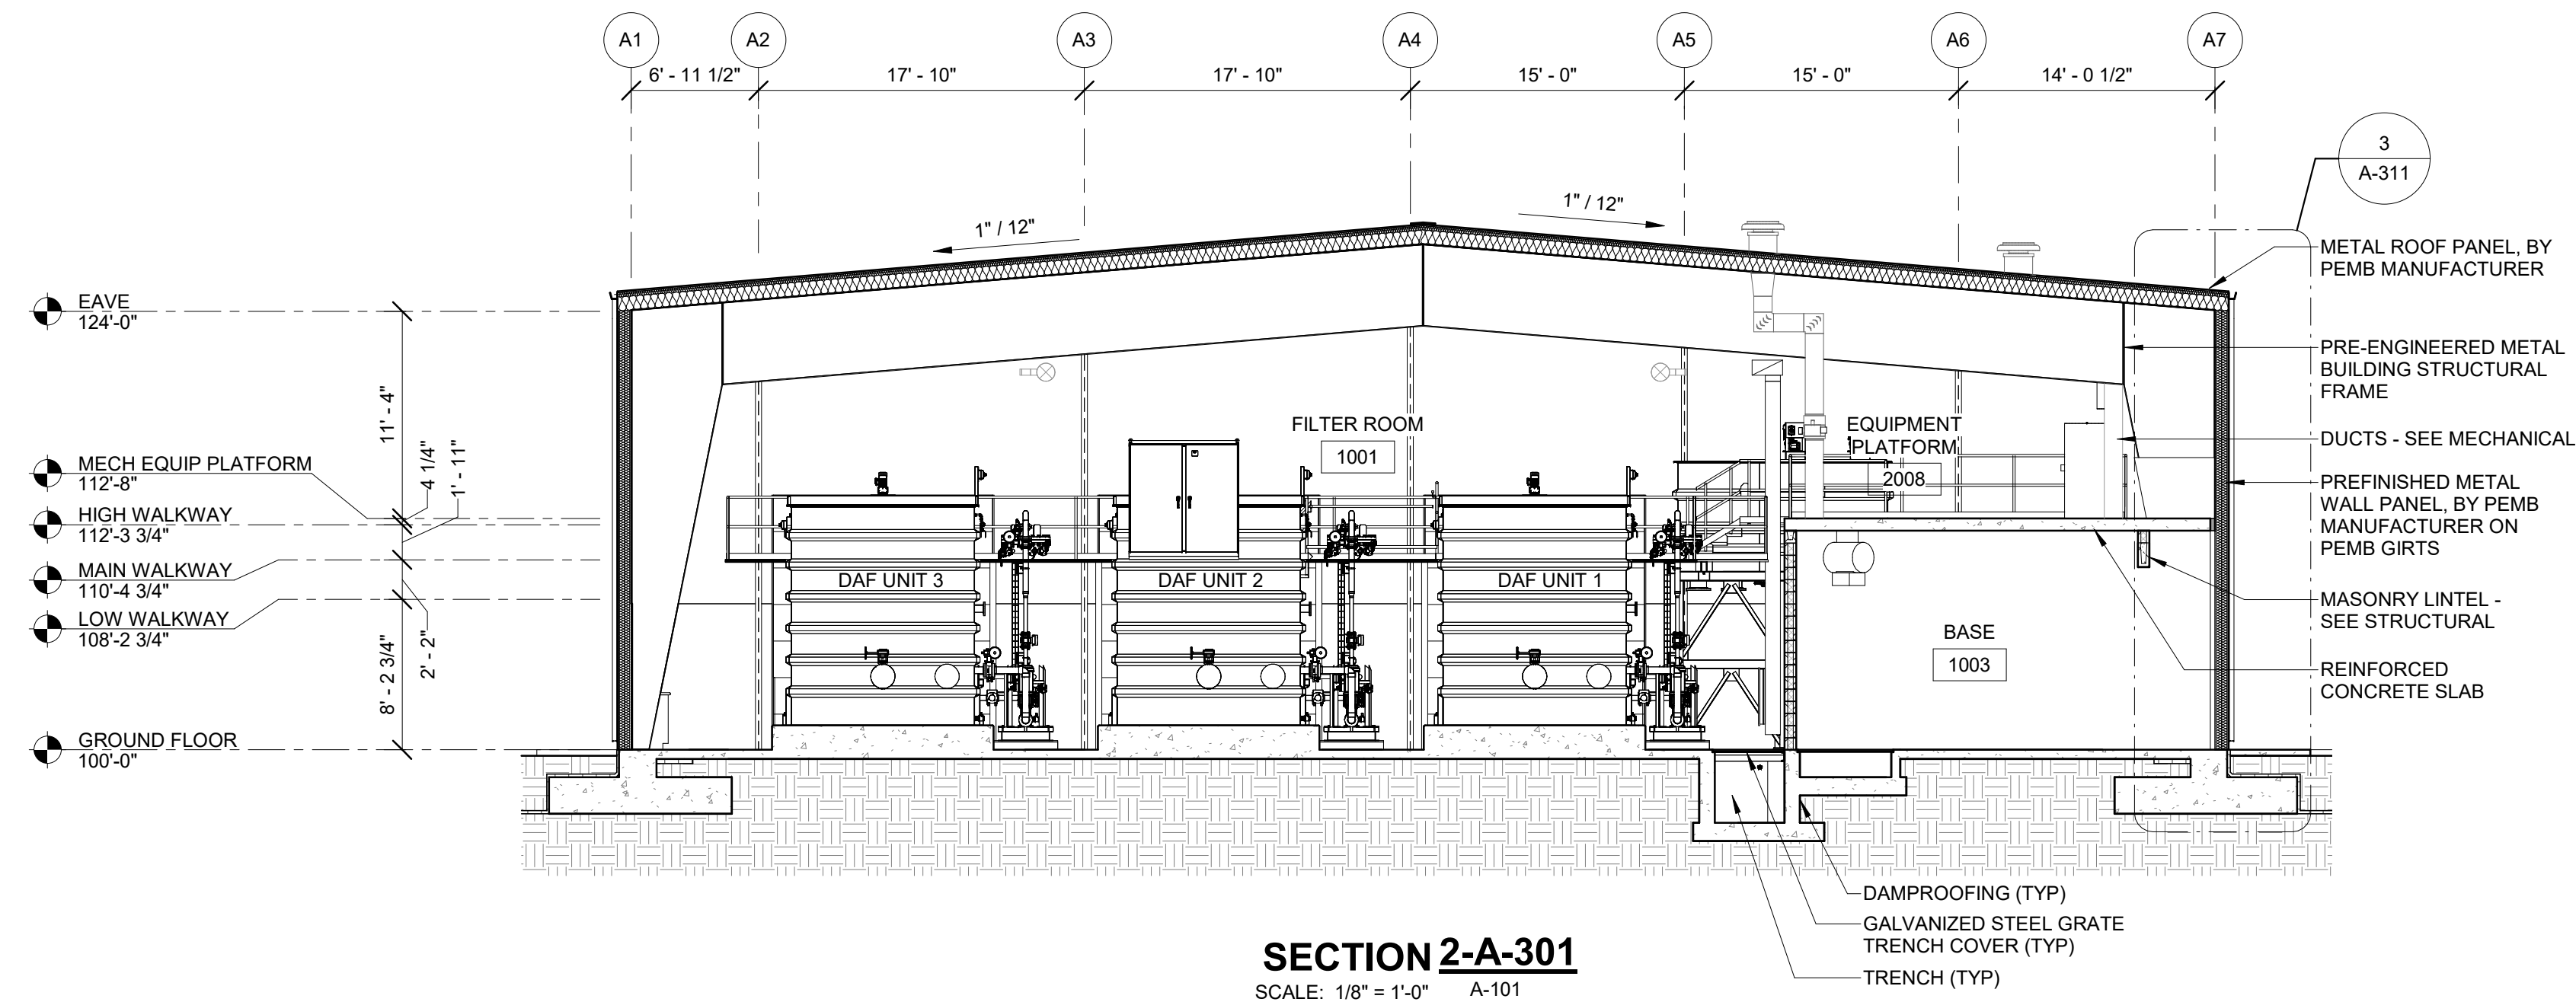 A1
A2
A3
A4
A5
A6
A7
6' - 11 1/2"
17' - 10"
17' - 10"
15' - 0"
15' - 0"
14' - 0 1/2"
3
A-311
1" / 12"
1" / 12"
EAVE
124'-0"
MECH EQUIP PLATFORM
112'-8"
HIGH WALKWAY
112'-3 3/4"
MAIN WALKWAY
110'-4 3/4"
LOW WALKWAY
108'-2 3/4"
GROUND FLOOR
100'-0"
11' - 4"
4 1/4"
1' - 11"
2' - 2"
8' - 2 3/4"
FILTER ROOM
1001
EQUIPMENT
PLATFORM
2008
DAF UNIT 3
DAF UNIT 2
DAF UNIT 1
BASE
1003
METAL ROOF PANEL, BY
PEMB MANUFACTURER
PRE-ENGINEERED METAL
BUILDING STRUCTURAL
FRAME
DUCTS - SEE MECHANICAL
PREFINISHED METAL
WALL PANEL, BY PEMB
MANUFACTURER ON
PEMB GIRTS
MASONRY LINTEL -
SEE STRUCTURAL
REINFORCED
CONCRETE SLAB
DAMPROOFING (TYP)
GALVANIZED STEEL GRATE
TRENCH COVER (TYP)
TRENCH (TYP)
SECTION 2-A-301
SCALE: 1/8" = 1'-0" A-101